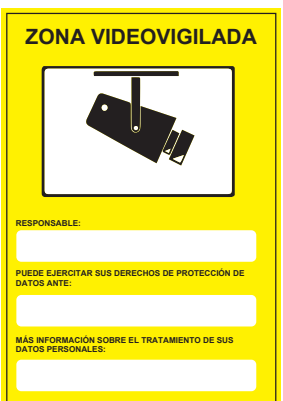 ZONA VIDEOVIGILADA
RESPONSABLE:
PUEDE EJERCITAR SUS DERECHOS DE PROTECCIÓN DE
DATOS ANTE:
MÁS INFORMACIÓN SOBRE EL TRATAMIENTO DE SUS
DATOS PERSONALES: